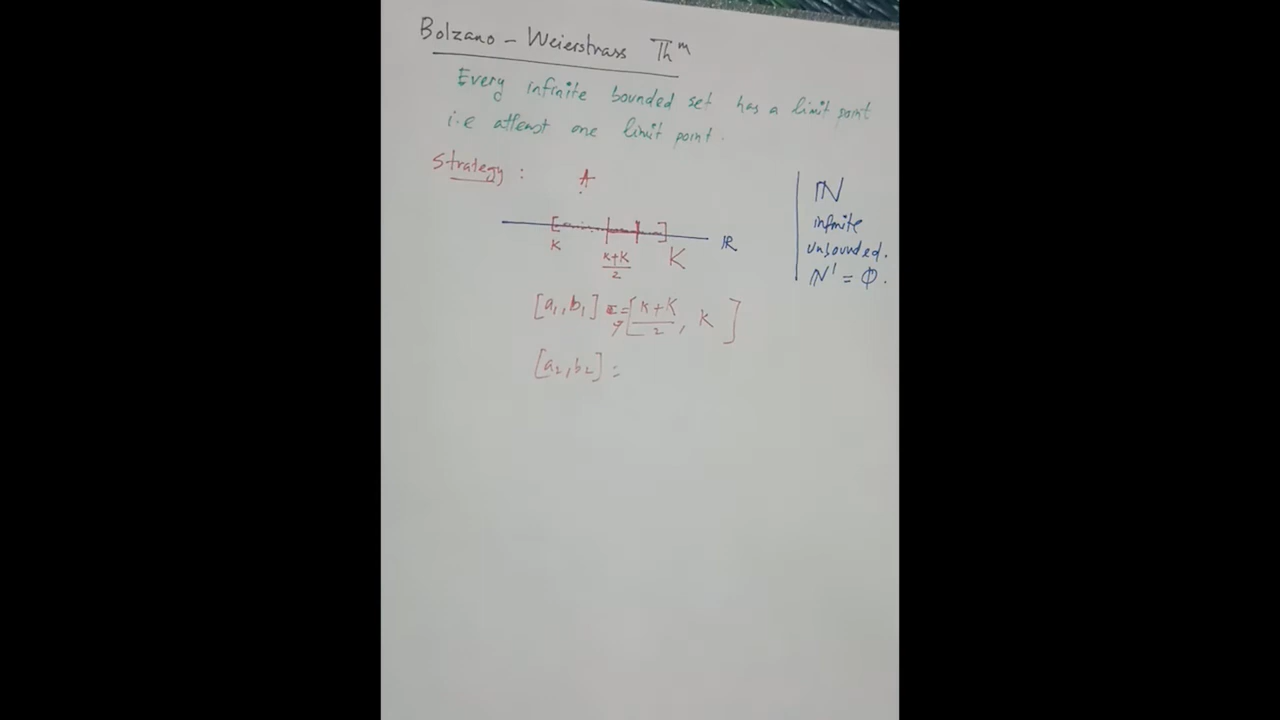 Bolzano - Weierstrass Thᵐ
Every infinite bounded set has a limit point
i.e atleast one limit point.
Strategy :
A
k
k+K
2
K
ℝ
[a₁, b₁] = [ k+K/2 , K ]
[a₂, b₂] =
ℕ
infinite
unbounded.
ℕ' = Φ.